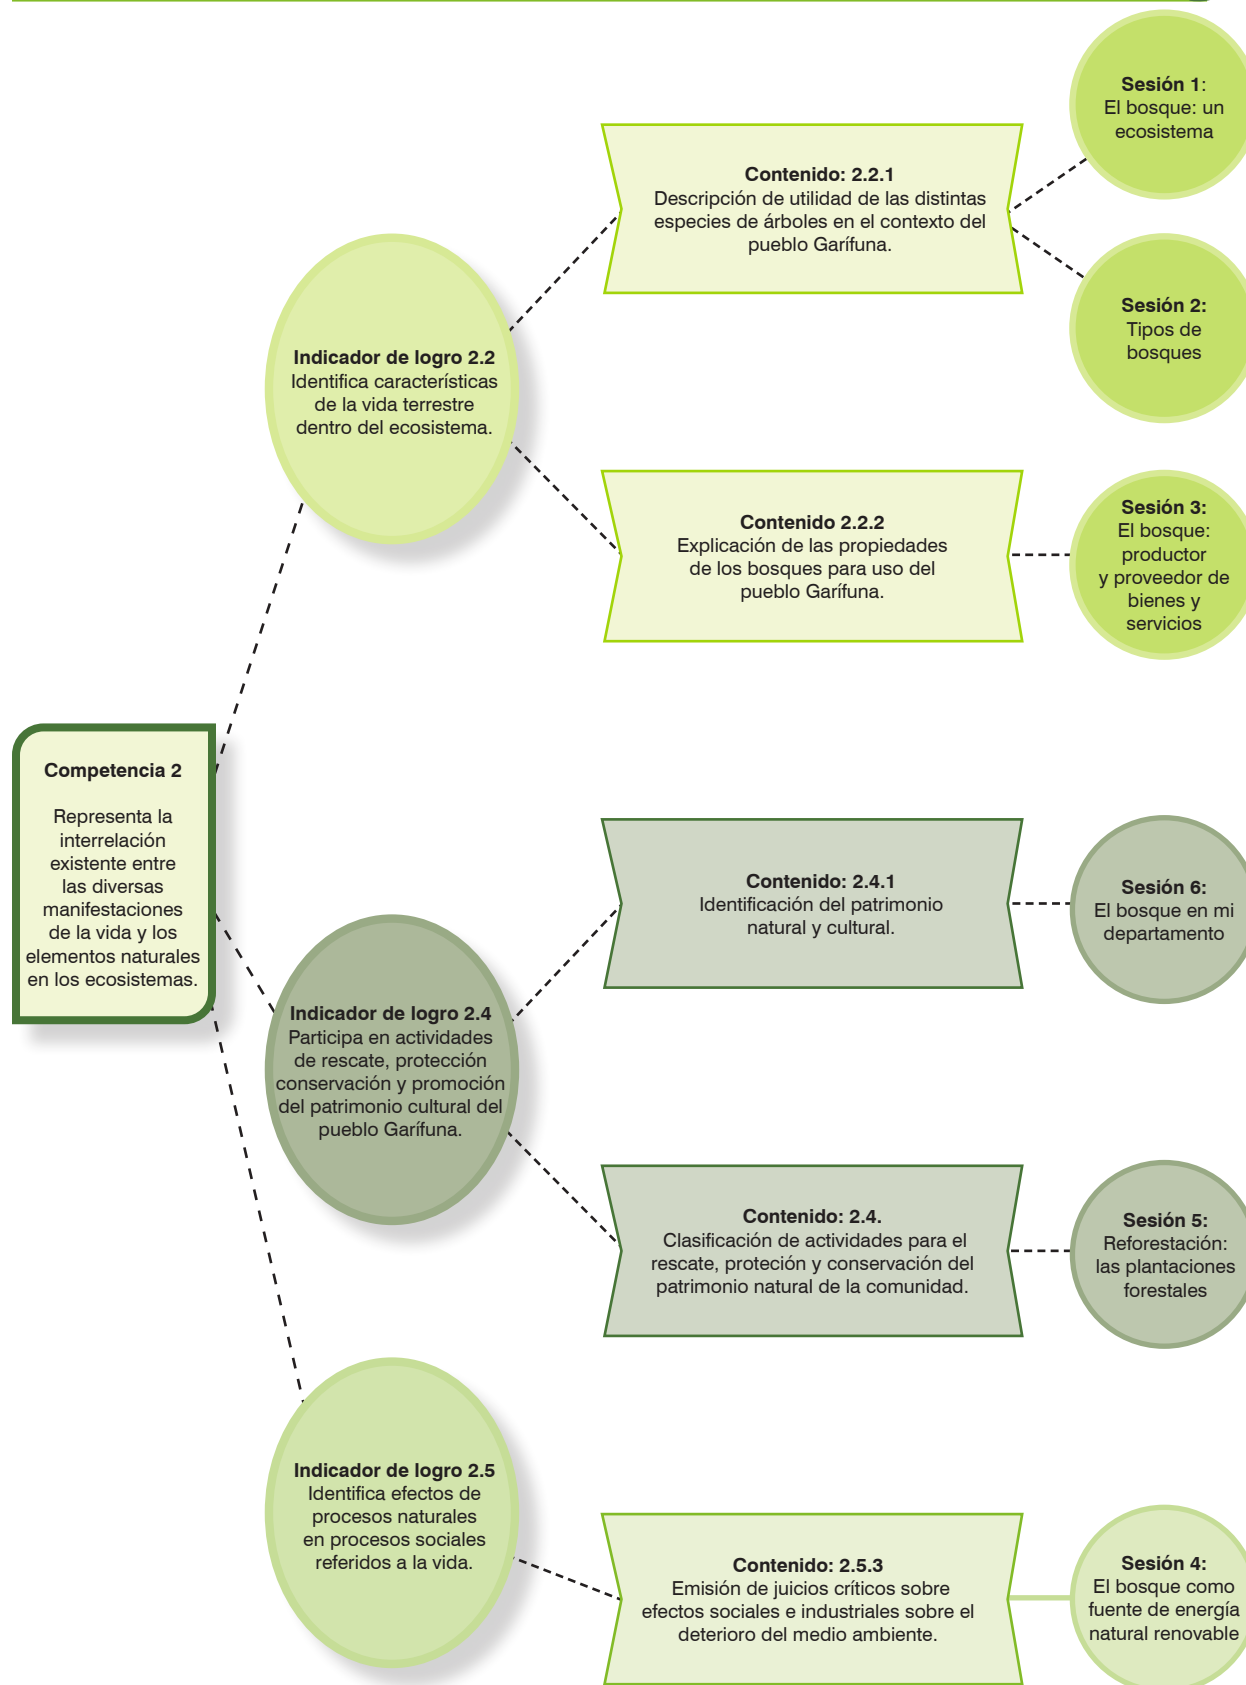 Sesión 1:
El bosque: un
ecosistema
Contenido: 2.2.1
Descripción de utilidad de las distintas
especies de árboles en el contexto del
pueblo Garífuna.
Sesión 2:
Tipos de
bosques
Indicador de logro 2.2
Identifica características
de la vida terrestre
dentro del ecosistema.
Contenido 2.2.2
Explicación de las propiedades
de los bosques para uso del
pueblo Garífuna.
Sesión 3:
El bosque:
productor
y proveedor de
bienes y
servicios
Competencia 2
Representa la
interrelación
existente entre
las diversas
manifestaciones
de la vida y los
elementos naturales
en los ecosistemas.
Contenido: 2.4.1
Identificación del patrimonio
natural y cultural.
Sesión 6:
El bosque en mi
departamento
Indicador de logro 2.4
Participa en actividades
de rescate, protección
conservación y promoción
del patrimonio cultural del
pueblo Garífuna.
Contenido: 2.4.
Clasificación de actividades para el
rescate, proteción y conservación del
patrimonio natural de la comunidad.
Sesión 5:
Reforestación:
las plantaciones
forestales
Indicador de logro 2.5
Identifica efectos de
procesos naturales
en procesos sociales
referidos a la vida.
Contenido: 2.5.3
Emisión de juicios críticos sobre
efectos sociales e industriales sobre el
deterioro del medio ambiente.
Sesión 4:
El bosque como
fuente de energía
natural renovable